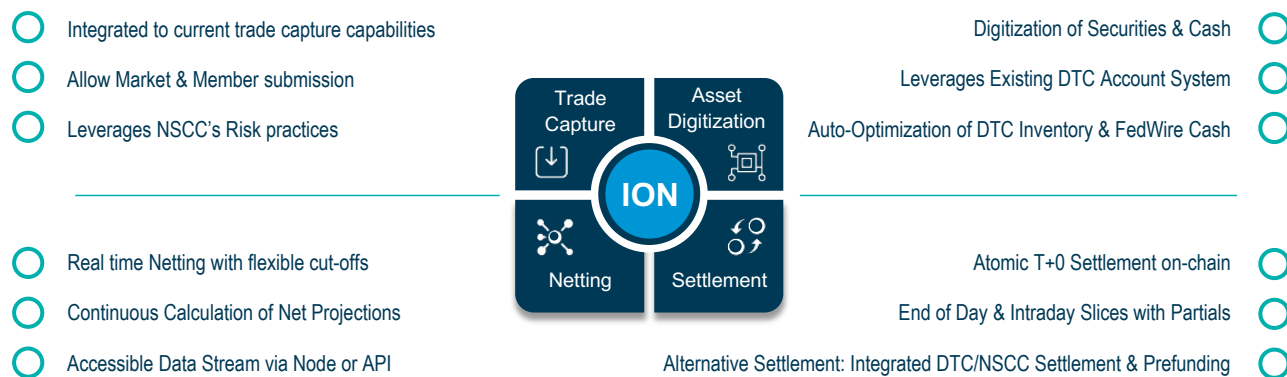 Integrated to current trade capture capabilities
Allow Market & Member submission
Leverages NSCC's Risk practices
Trade
Capture
Asset
Digitization
ION
Netting
Settlement
Digitization of Securities & Cash
Leverages Existing DTC Account System
Auto-Optimization of DTC Inventory & FedWire Cash
Real time Netting with flexible cut-offs
Continuous Calculation of Net Projections
Accessible Data Stream via Node or API
Atomic T+0 Settlement on-chain
End of Day & Intraday Slices with Partials
Alternative Settlement: Integrated DTC/NSCC Settlement & Prefunding